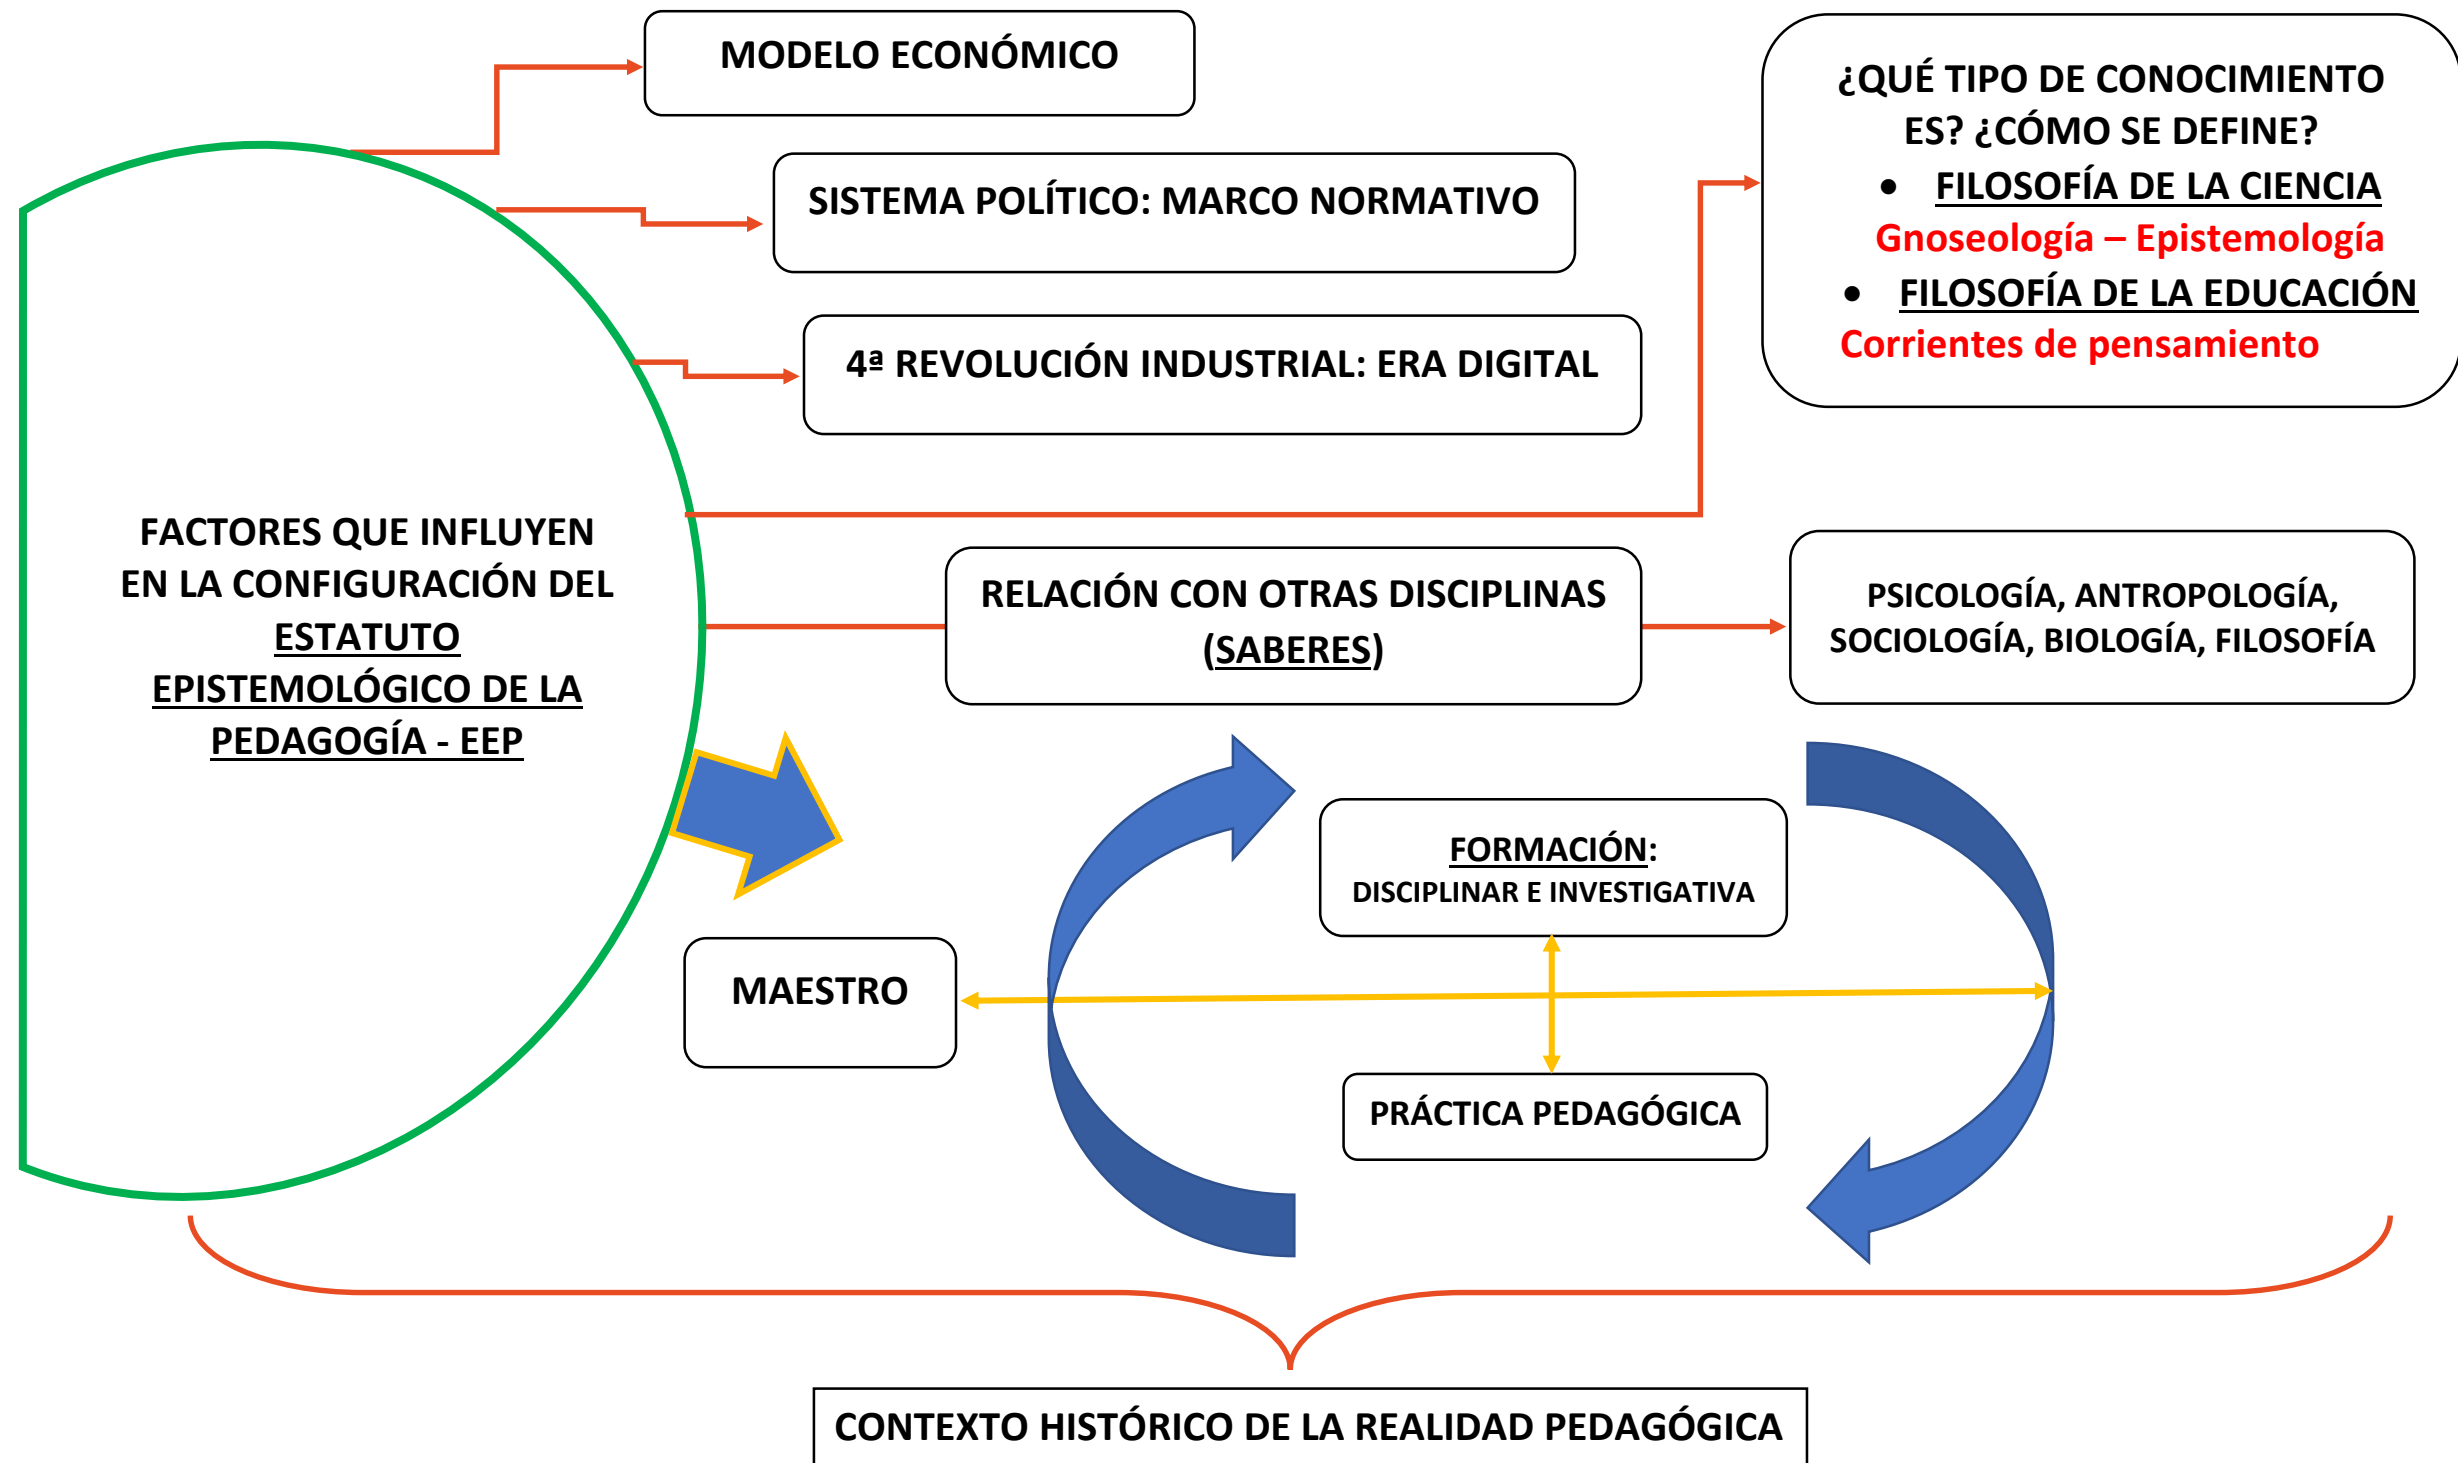 MODELO ECONÓMICO
SISTEMA POLÍTICO: MARCO NORMATIVO
4ª REVOLUCIÓN INDUSTRIAL: ERA DIGITAL
¿QUÉ TIPO DE CONOCIMIENTO
ES? ¿CÓMO SE DEFINE?
• FILOSOFÍA DE LA CIENCIA
Gnoseología – Epistemología
• FILOSOFÍA DE LA EDUCACIÓN
Corrientes de pensamiento
FACTORES QUE INFLUYEN
EN LA CONFIGURACIÓN DEL
ESTATUTO
EPISTEMOLÓGICO DE LA
PEDAGOGÍA - EEP
RELACIÓN CON OTRAS DISCIPLINAS
(SABERES)
PSICOLOGÍA, ANTROPOLOGÍA,
SOCIOLOGÍA, BIOLOGÍA, FILOSOFÍA
FORMACIÓN:
DISCIPLINAR E INVESTIGATIVA
MAESTRO
PRÁCTICA PEDAGÓGICA
CONTEXTO HISTÓRICO DE LA REALIDAD PEDAGÓGICA